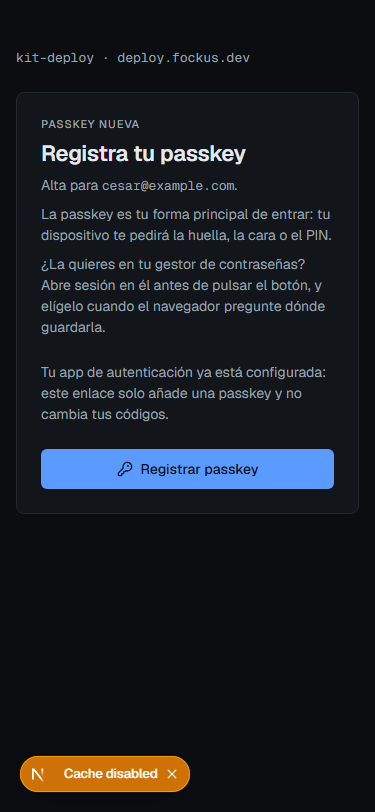 kit-deploy · deploy.fockus.dev
PASSKEY NUEVA
Registra tu passkey
Alta para cesar@example.com.
La passkey es tu forma principal de entrar: tu
dispositivo te pedirá la huella, la cara o el PIN.
¿La quieres en tu gestor de contraseñas?
Abre sesión en él antes de pulsar el botón, y
elígelo cuando el navegador pregunte dónde
guardarla.
Tu app de autenticación ya está configurada:
este enlace solo añade una passkey y no
cambia tus códigos.
Registrar passkey
N Cache disabled